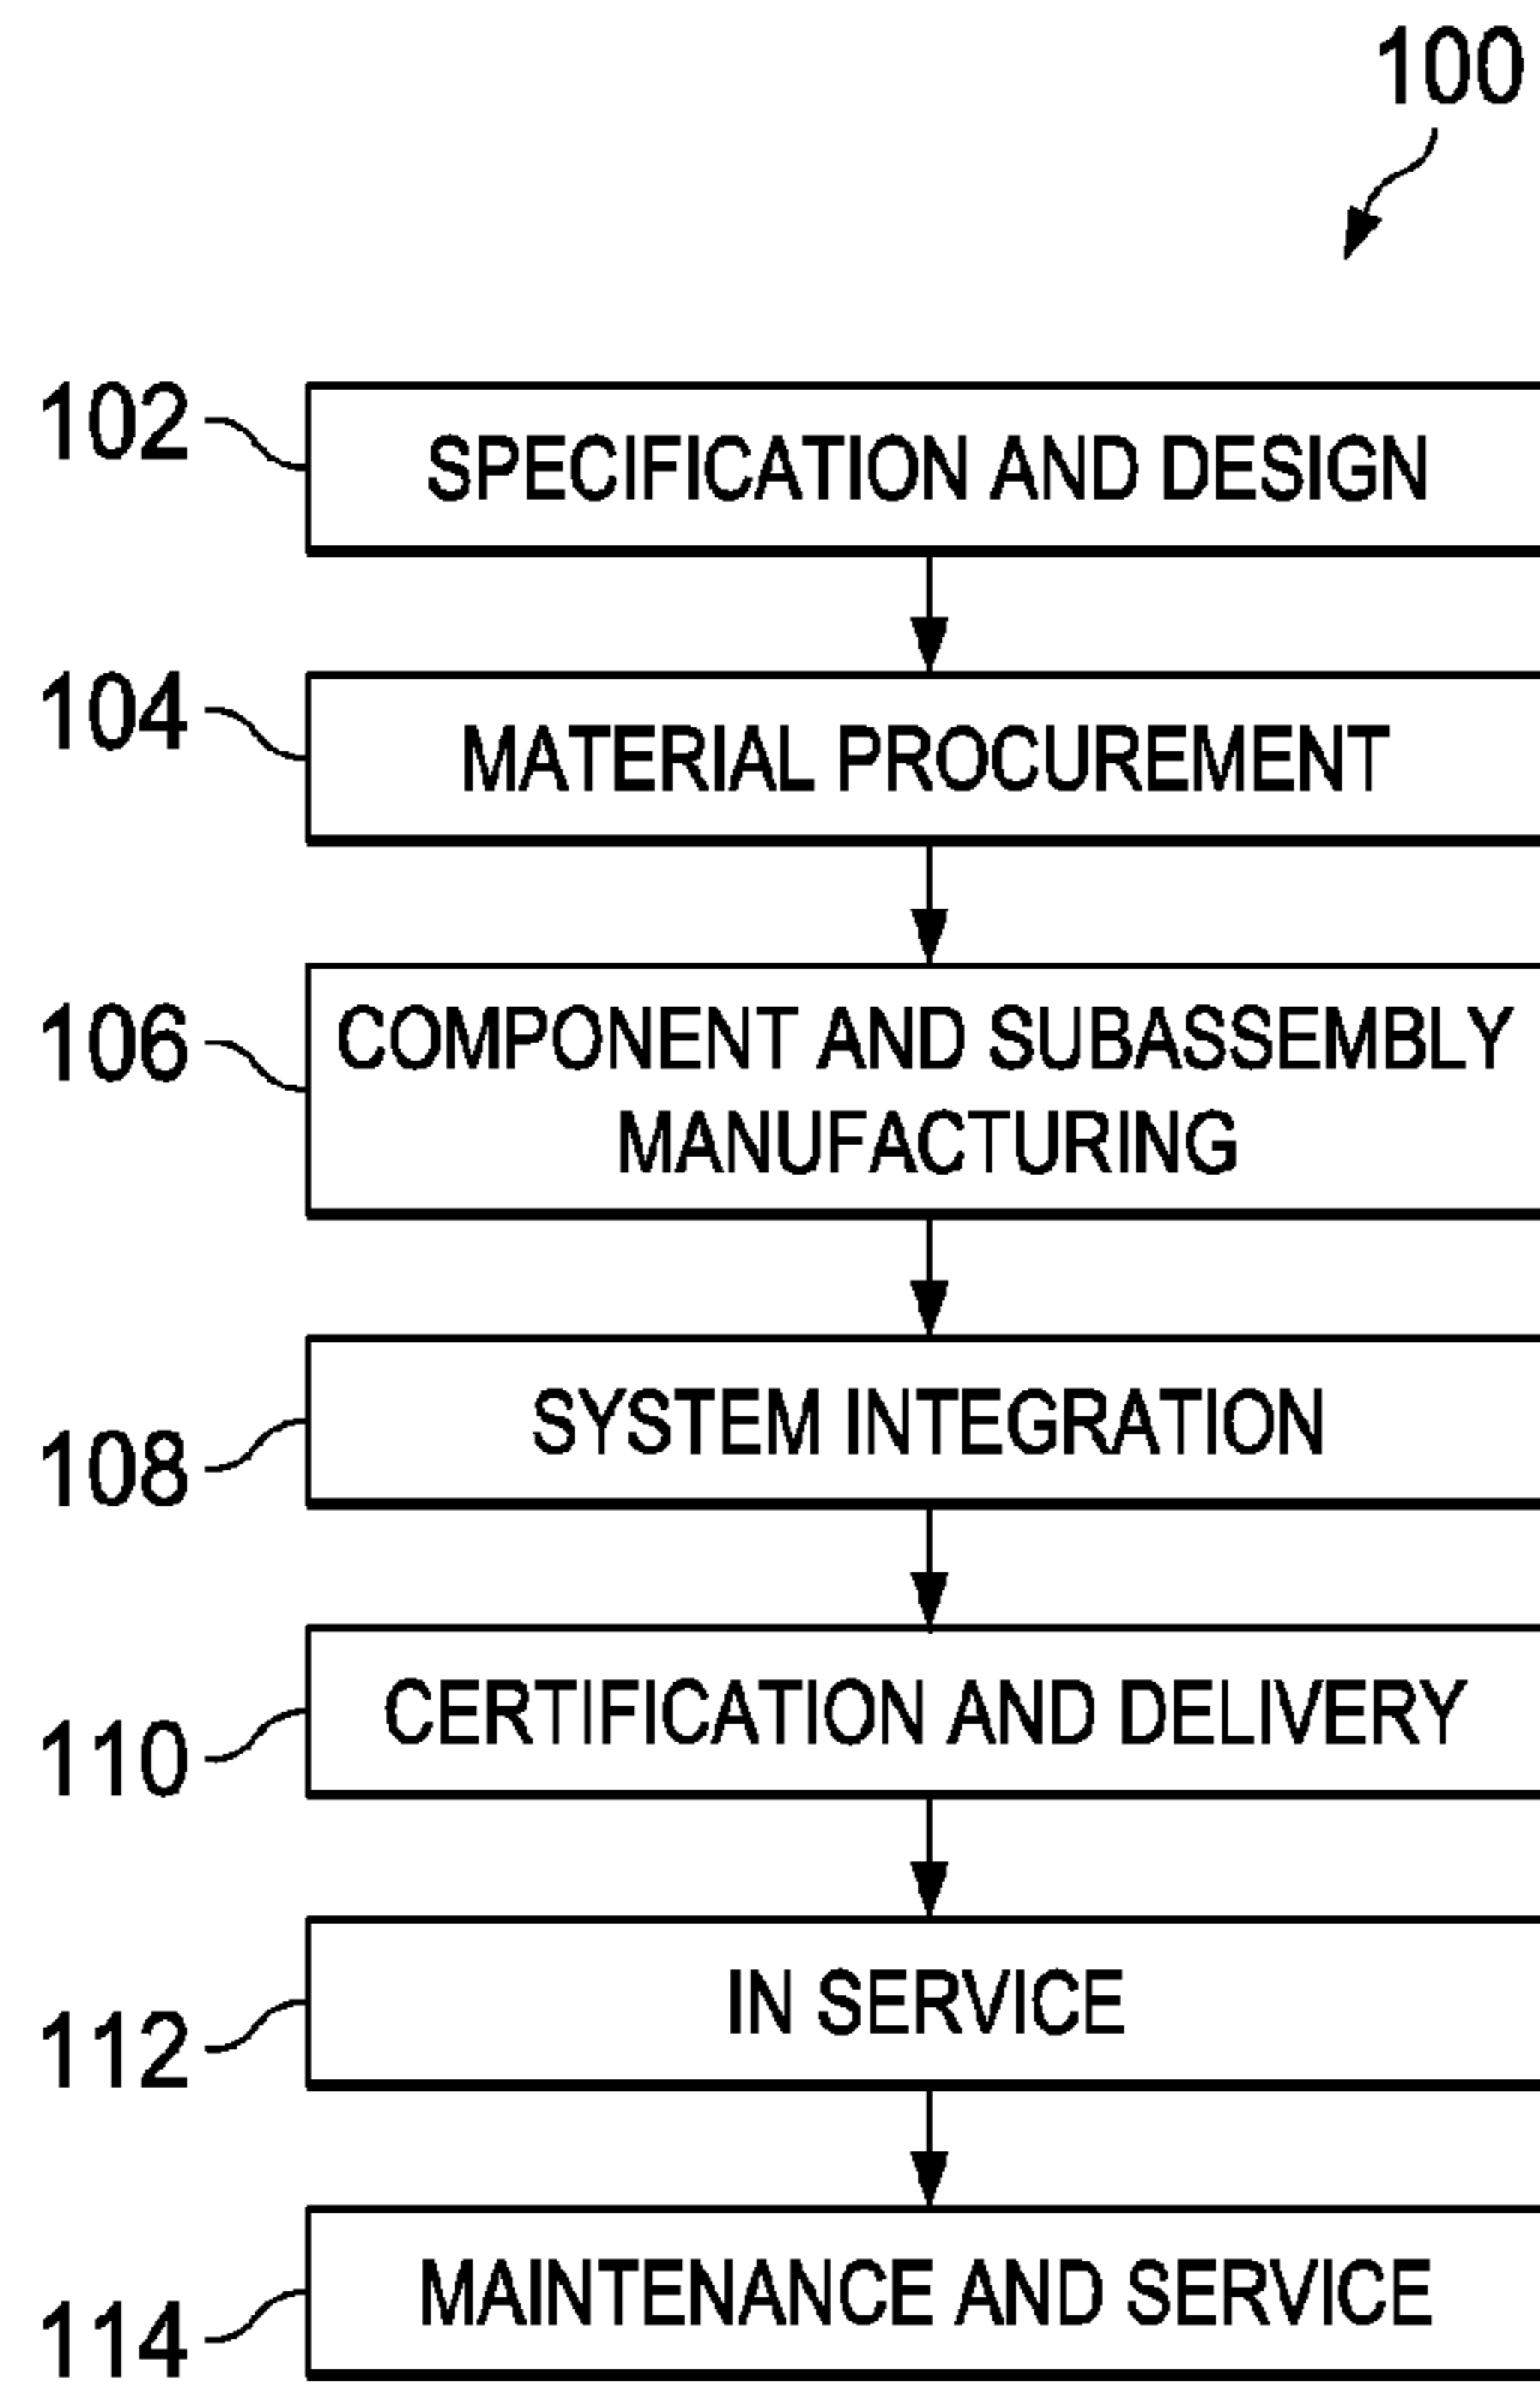 100
102
SPECIFICATION AND DESIGN
104
MATERIAL PROCUREMENT
106
COMPONENT AND SUBASSEMBLY
MANUFACTURING
108
SYSTEM INTEGRATION
110
CERTIFICATION AND DELIVERY
112
IN SERVICE
114
MAINTENANCE AND SERVICE